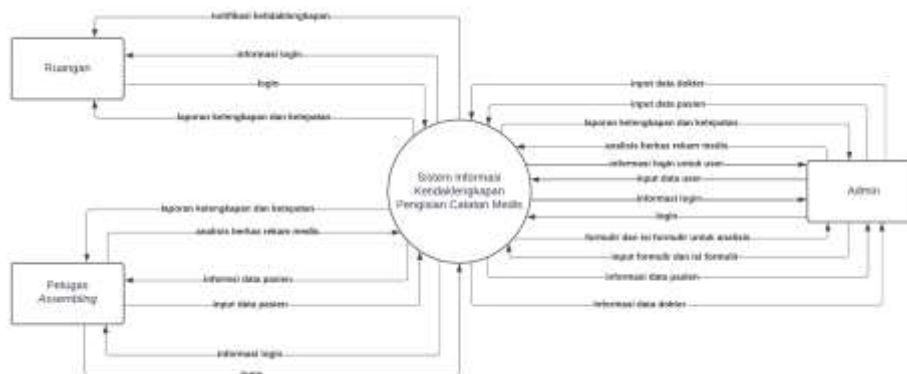 notifikasi ketidaklengkapan
informasi login
Ruangan
login
laporan kelengkapan dan ketepatan
input data dokter
input data pasien
laporan kelengkapan dan ketepatan
analisis berkas rekam medis
informasi login untuk user
input data user
informasi login
login
formulir dan isi formulir untuk analisis
input formulir dan isi formulir
informasi data pasien
informasi data dokter
Admin
Sistem Informasi
Ketidaklengkapan
Pengisian Catatan Medis
laporan kelengkapan dan ketepatan
analisis berkas rekam medis
informasi data pasien
input data pasien
Petugas
Assembling
informasi login